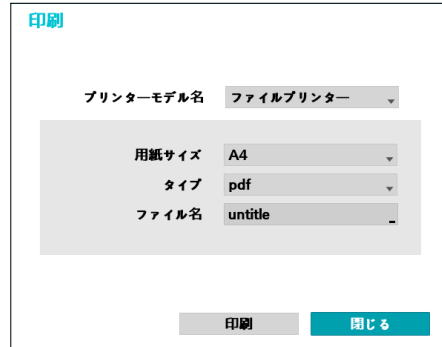 印刷
プリンターモデル名 ファイルプリンター
用紙サイズ A4
タイプ pdf
ファイル名 untitle
印刷 閉じる